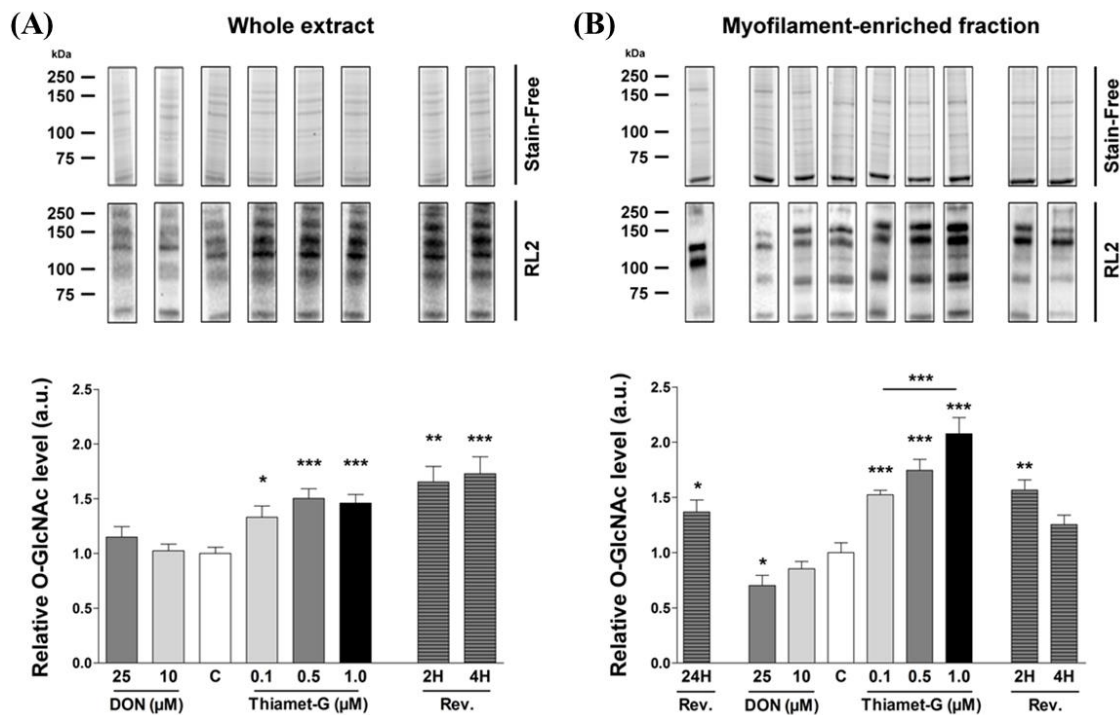 (A) Whole extract
kDa
250
150
100
75
Stain-Free
250
150
100
75
RL2
Relative O-GlcNAc level (a.u.)
2.5
2.0
1.5
1.0
0.5
0.0
* *** *** ** ***
25 10 C 0.1 0.5 1.0 2H 4H
DON (μM) Thiamet-G (μM) Rev.
(B) Myofilament-enriched fraction
kDa
250
150
100
75
Stain-Free
250
150
100
75
RL2
Relative O-GlcNAc level (a.u.)
2.5
2.0
1.5
1.0
0.5
0.0
***
* * *** *** *** **
24H 25 10 C 0.1 0.5 1.0 2H 4H
Rev. DON (μM) Thiamet-G (μM) Rev.